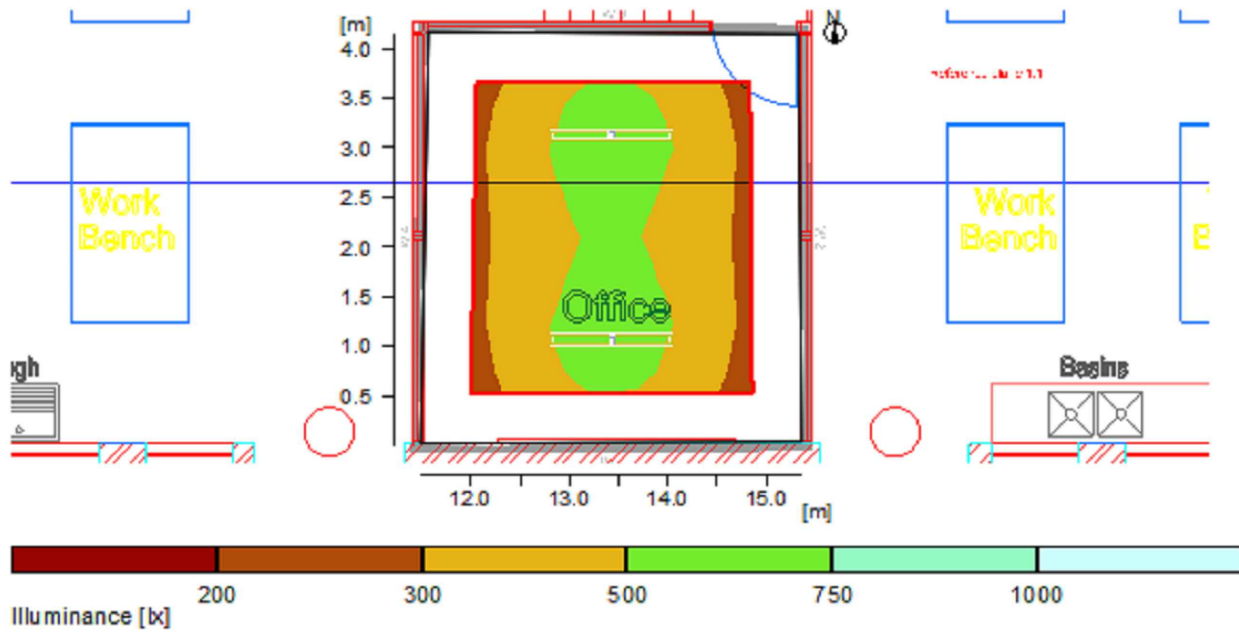 [m]
N
4.0
3.5
3.0
2.5
2.0
1.5
1.0
0.5
Work
Bench
Office
Work
Bench
B
Basins
12.0 13.0 14.0 15.0
[m]
200 300 500 750 1000
Illuminance [lx]